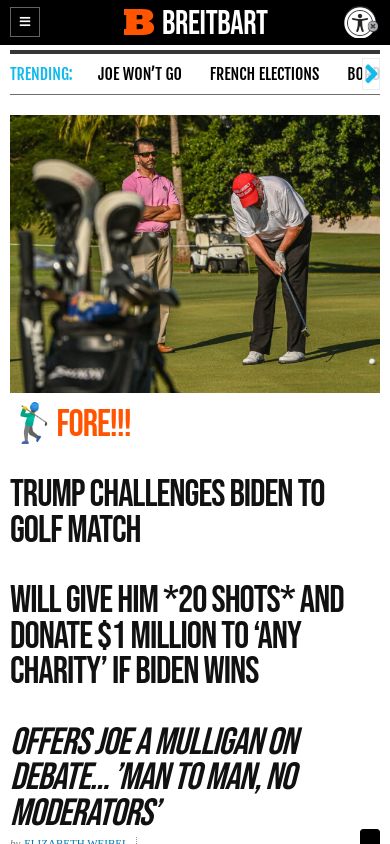 BREITBART
TRENDING: JOE WON'T GO FRENCH ELECTIONS
FORE!!!
TRUMP CHALLENGES BIDEN TO
GOLF MATCH
WILL GIVE HIM *20 SHOTS* AND
DONATE $1 MILLION TO ‘ANY
CHARITY’ IF BIDEN WINS
OFFERS JOE A MULLIGAN ON
DEBATE... ’MAN TO MAN, NO
MODERATORS’
by ELIZABETH WEIBEL